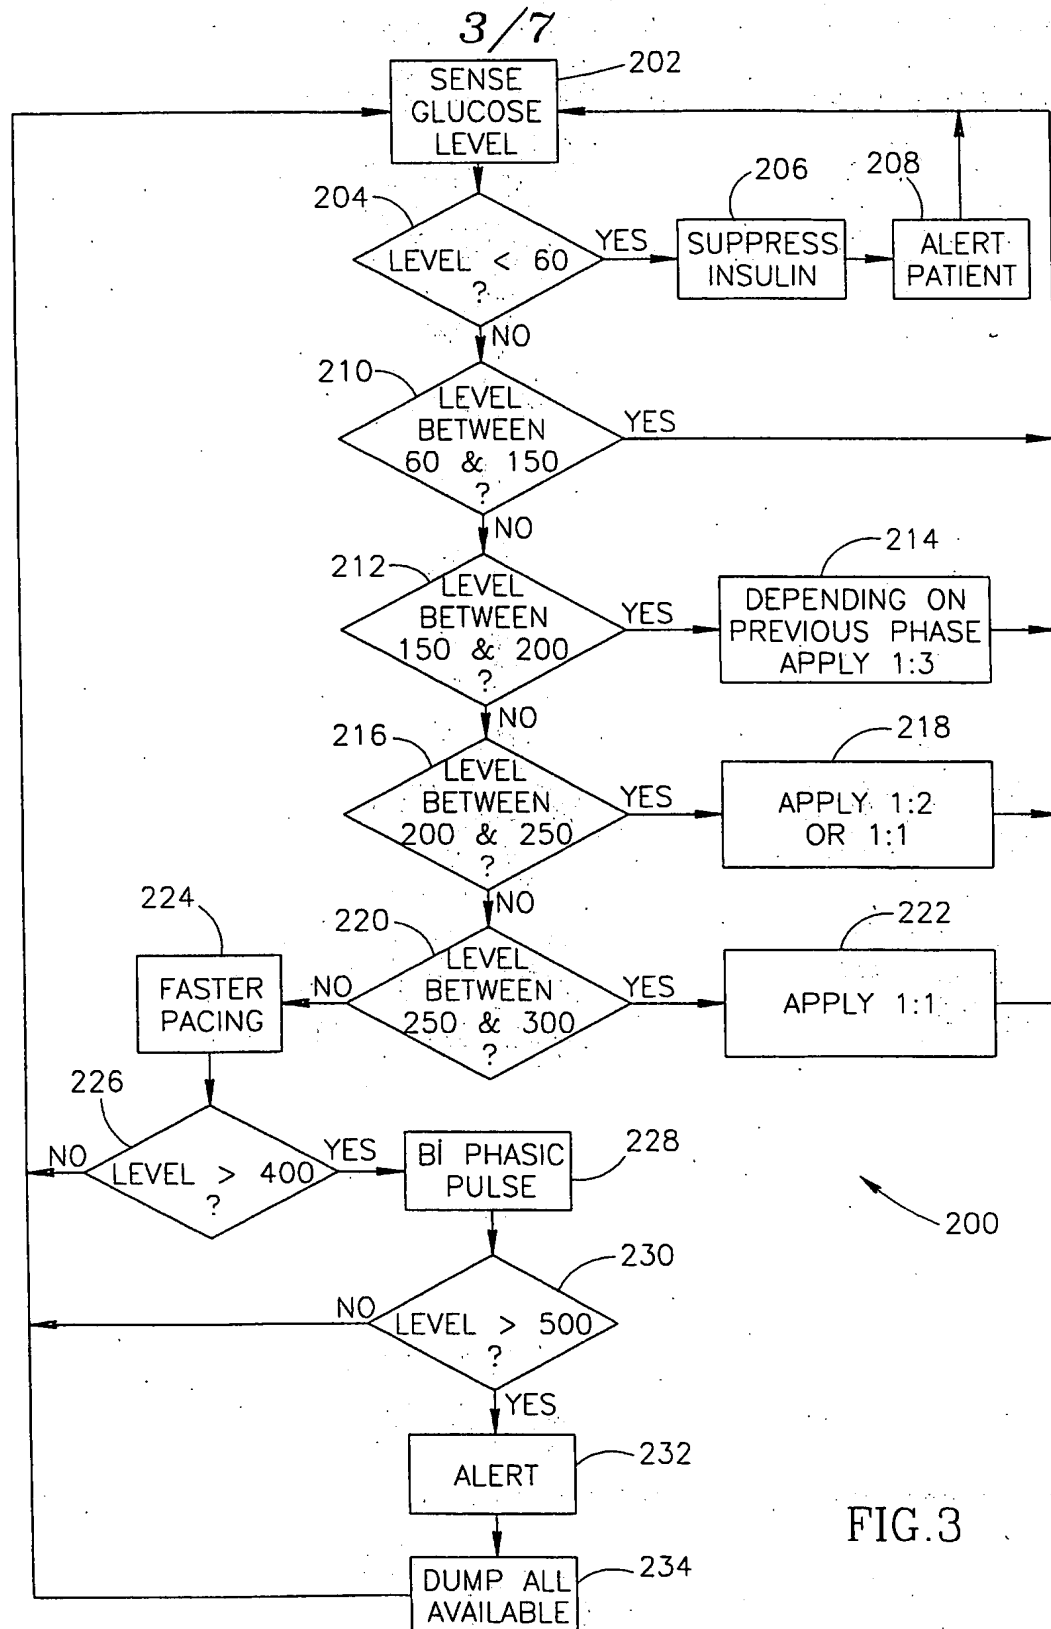 3/7
SENSE
GLUCOSE
LEVEL
202
204
LEVEL < 60
?
YES
206
SUPPRESS
INSULIN
208
ALERT
PATIENT
NO
210
LEVEL
BETWEEN
60 & 150
?
YES
NO
212
LEVEL
BETWEEN
150 & 200
?
YES
214
DEPENDING ON
PREVIOUS PHASE
APPLY 1:3
NO
216
LEVEL
BETWEEN
200 & 250
?
YES
218
APPLY 1:2
OR 1:1
NO
220
LEVEL
BETWEEN
250 & 300
?
YES
222
APPLY 1:1
NO
224
FASTER
PACING
226
LEVEL > 400
?
NO
YES
BI PHASIC
PULSE
228
200
230
LEVEL > 500
?
NO
YES
ALERT
232
DUMP ALL
AVAILABLE
234
FIG.3